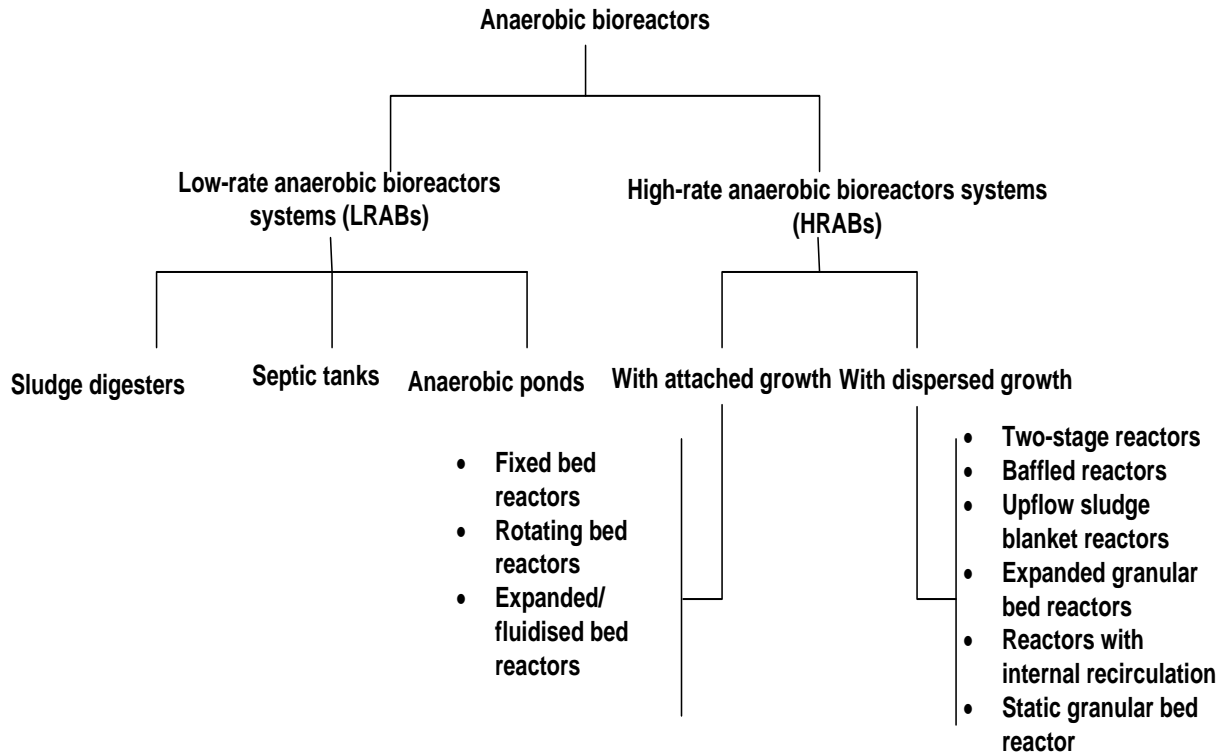 Anaerobic bioreactors
Low-rate anaerobic bioreactors
systems (LRABs)
High-rate anaerobic bioreactors systems
(HRABs)
Sludge digesters
Septic tanks
Anaerobic ponds
With attached growth
With dispersed growth
• Fixed bed
reactors
• Rotating bed
reactors
• Expanded/
fluidised bed
reactors
• Two-stage reactors
• Baffled reactors
• Upflow sludge
blanket reactors
• Expanded granular
bed reactors
• Reactors with
internal recirculation
• Static granular bed
reactor